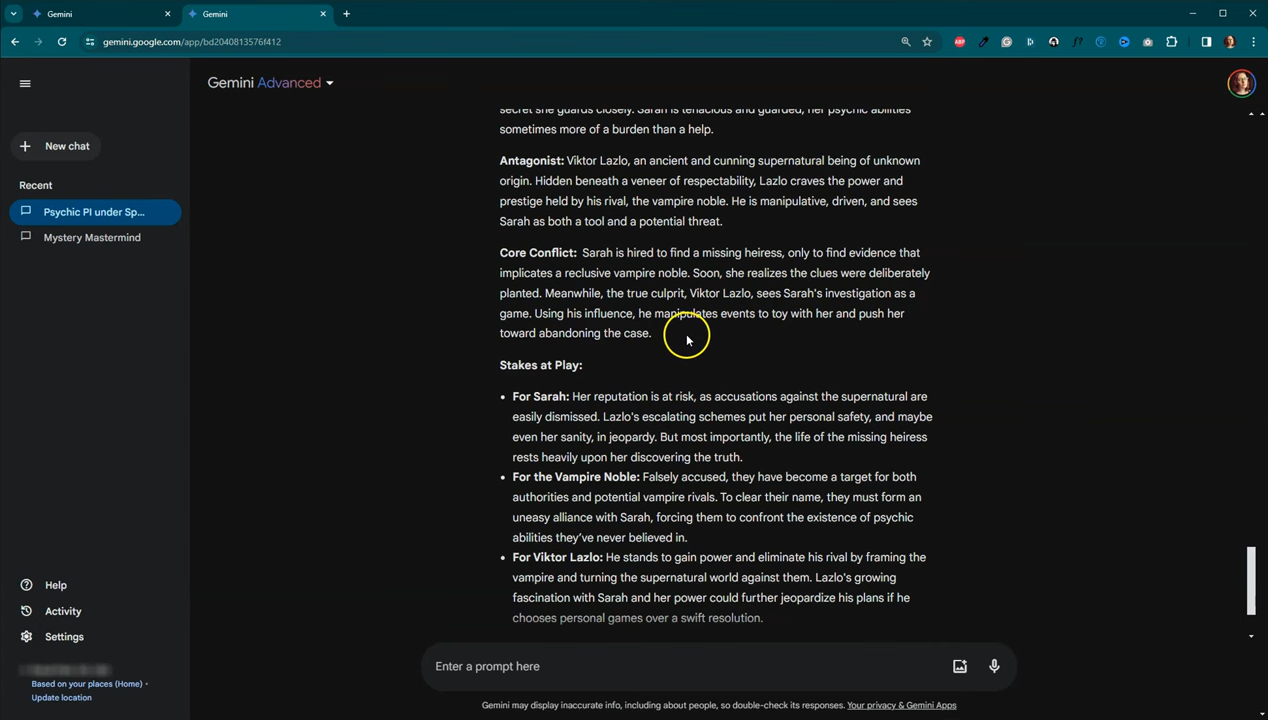 Gemini
Gemini
gemini.google.com/app/bd2040813576f412
Gemini Advanced
New chat
Recent
Psychic PI under Sp...
Mystery Mastermind
secret she guards closely. Sarah is tenacious and guarded, her psychic abilities
sometimes more of a burden than a help.
Antagonist: Viktor Lazlo, an ancient and cunning supernatural being of unknown
origin. Hidden beneath a veneer of respectability, Lazlo craves the power and
prestige held by his rival, the vampire noble. He is manipulative, driven, and sees
Sarah as both a tool and a potential threat.
Core Conflict: Sarah is hired to find a missing heiress, only to find evidence that
implicates a reclusive vampire noble. Soon, she realizes the clues were deliberately
planted. Meanwhile, the true culprit, Viktor Lazlo, sees Sarah's investigation as a
game. Using his influence, he manipulates events to toy with her and push her
toward abandoning the case.
Stakes at Play:
• For Sarah: Her reputation is at risk, as accusations against the supernatural are
easily dismissed. Lazlo's escalating schemes put her personal safety, and maybe
even her sanity, in jeopardy. But most importantly, the life of the missing heiress
rests heavily upon her discovering the truth.
• For the Vampire Noble: Falsely accused, they have become a target for both
authorities and potential vampire rivals. To clear their name, they must form an
uneasy alliance with Sarah, forcing them to confront the existence of psychic
abilities they've never believed in.
• For Viktor Lazlo: He stands to gain power and eliminate his rival by framing the
vampire and turning the supernatural world against them. Lazlo's growing
fascination with Sarah and her power could further jeopardize his plans if he
chooses personal games over a swift resolution.
Help
Activity
Settings
Based on your places (Home) •
Update location
Enter a prompt here
Gemini may display inaccurate info, including about people, so double-check its responses. Your privacy & Gemini Apps